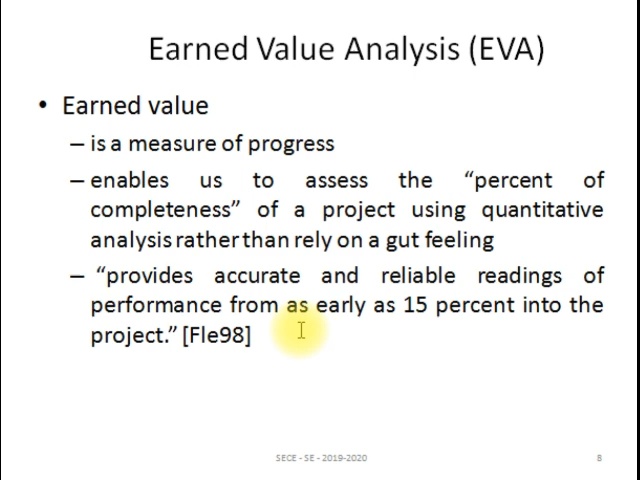 Earned Value Analysis (EVA)
• Earned value
– is a measure of progress
– enables us to assess the “percent of
completeness” of a project using quantitative
analysis rather than rely on a gut feeling
– “provides accurate and reliable readings of
performance from as early as 15 percent into the
project.” [Fle98]
SECE - SE - 2019-2020
8